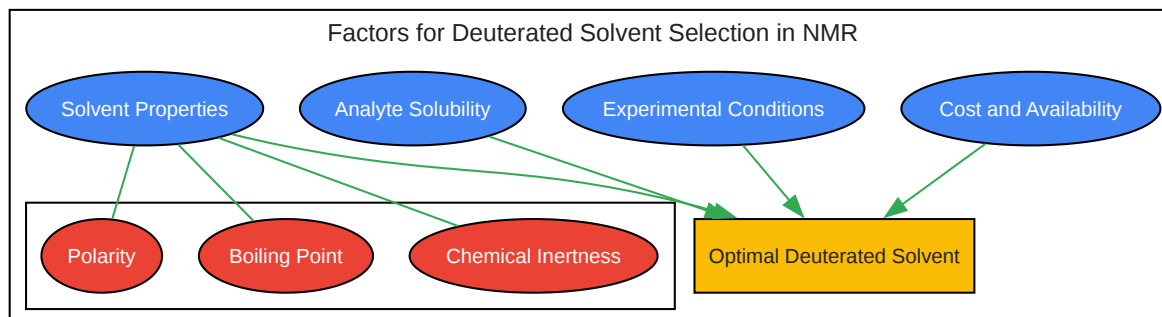 Factors for Deuterated Solvent Selection in NMR
Solvent Properties
Analyte Solubility
Experimental Conditions
Cost and Availability
Polarity
Boiling Point
Chemical Inertness
Optimal Deuterated Solvent